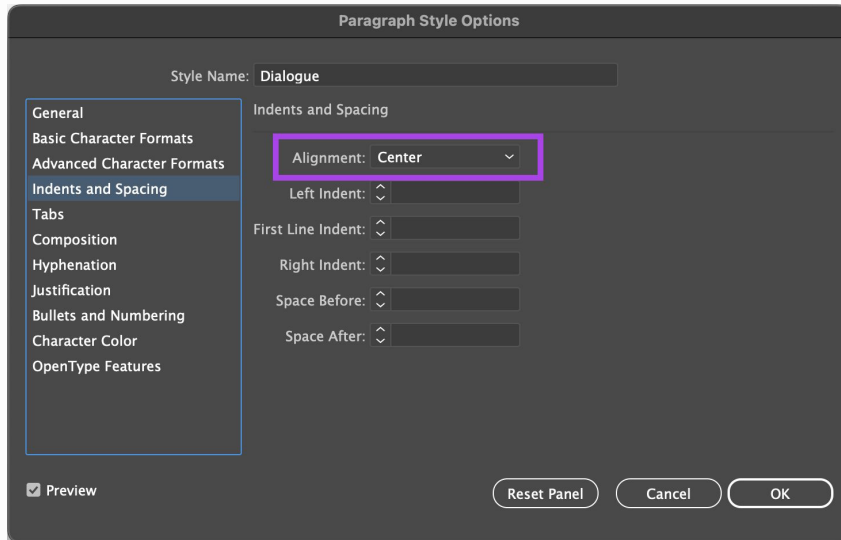 Paragraph Style Options
Style Name: Dialogue
General
Basic Character Formats
Advanced Character Formats
Indents and Spacing
Tabs
Composition
Hyphenation
Justification
Bullets and Numbering
Character Color
OpenType Features
Indents and Spacing
Alignment: Center
Left Indent:
First Line Indent:
Right Indent:
Space Before:
Space After:
Preview
Reset Panel
Cancel
OK